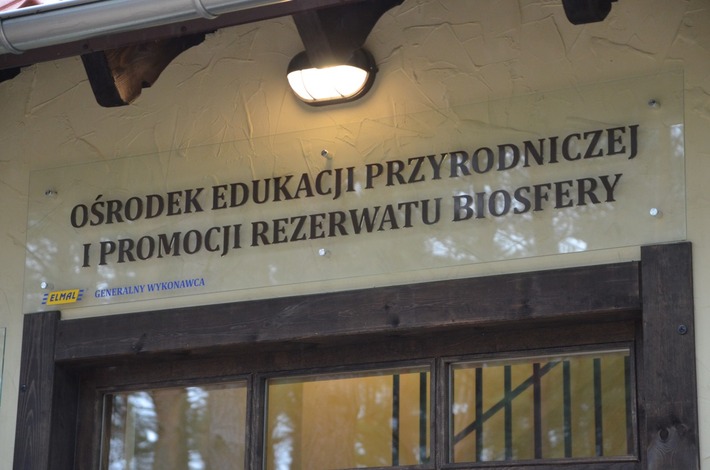 OŚRODEK EDUKACJI PRZYRODNICZEJ
I PROMOCJI REZERWATU BIOSFERY
ELMAL GENERALNY WYKONAWCA